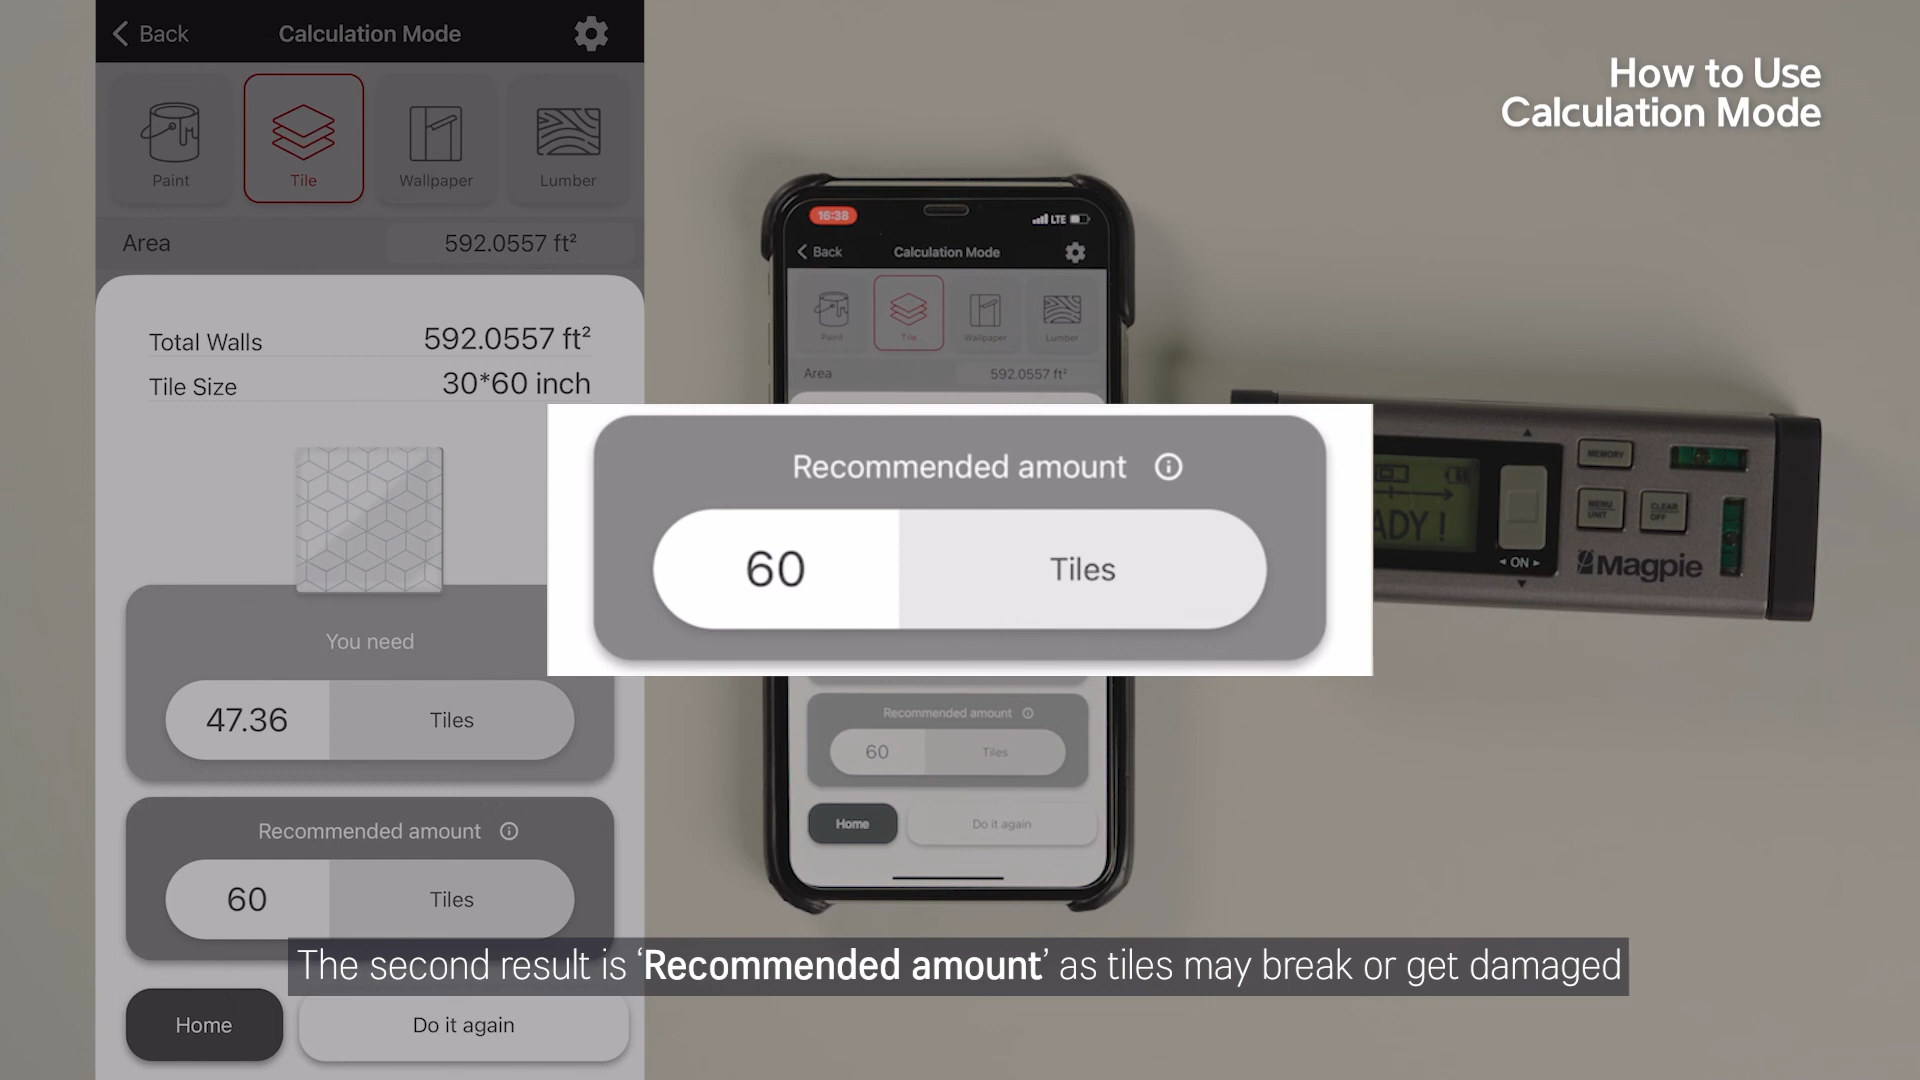 Back
Calculation Mode
Paint
Tile
Wallpaper
Lumber
Area
592.0557 ft²
Total Walls
592.0557 ft²
Tile Size
30*60 inch
You need
47.36
Tiles
Recommended amount
60
Tiles
Home
Do it again
How to Use
Calculation Mode
16:38
LTE
Back
Calculation Mode
Paint
Tile
Wallpaper
Lumber
Area
592.0557 ft²
Recommended amount
60
Tiles
Recommended amount
60
Tiles
Home
Do it again
MEMORY
MENU
UNIT
CLEAR
OFF
ADY!
ON
Magpie
The second result is ‘Recommended amount’ as tiles may break or get damaged